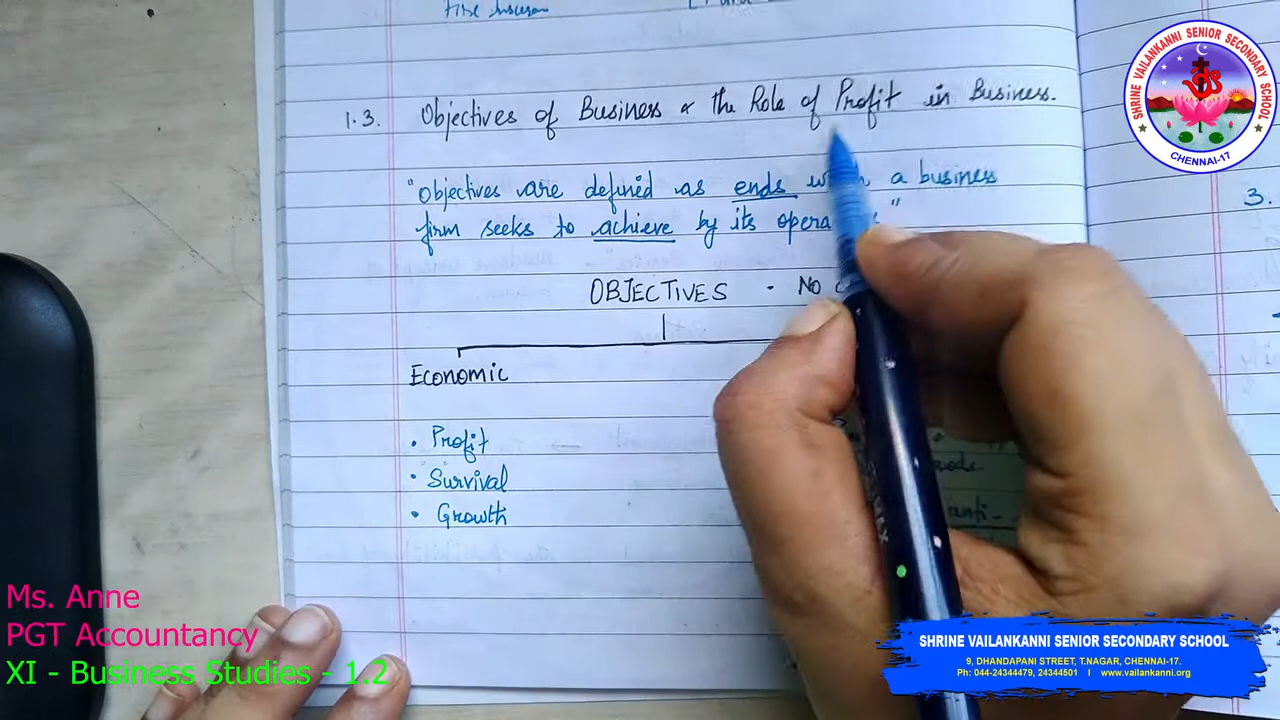 1.3. Objectives of Business & the Role of Profit in Business.
"Objectives are defined as ends a business
firm seeks to achieve by its
OBJECTIVES . No
Economic
. Profit
. Survival
. Growth
3.
SHRINE VAILANKANNI SENIOR SECONDARY SCHOOL
CHENNAI-17
Ms. Anne
PGT Accountancy
XI - Business Studies - 1.2
SHRINE VAILANKANNI SENIOR SECONDARY SCHOOL
9, DHANDAPANI STREET, T.NAGAR, CHENNAI-17.
Ph: 044-24344479, 24344501 I www.vailankanni.org